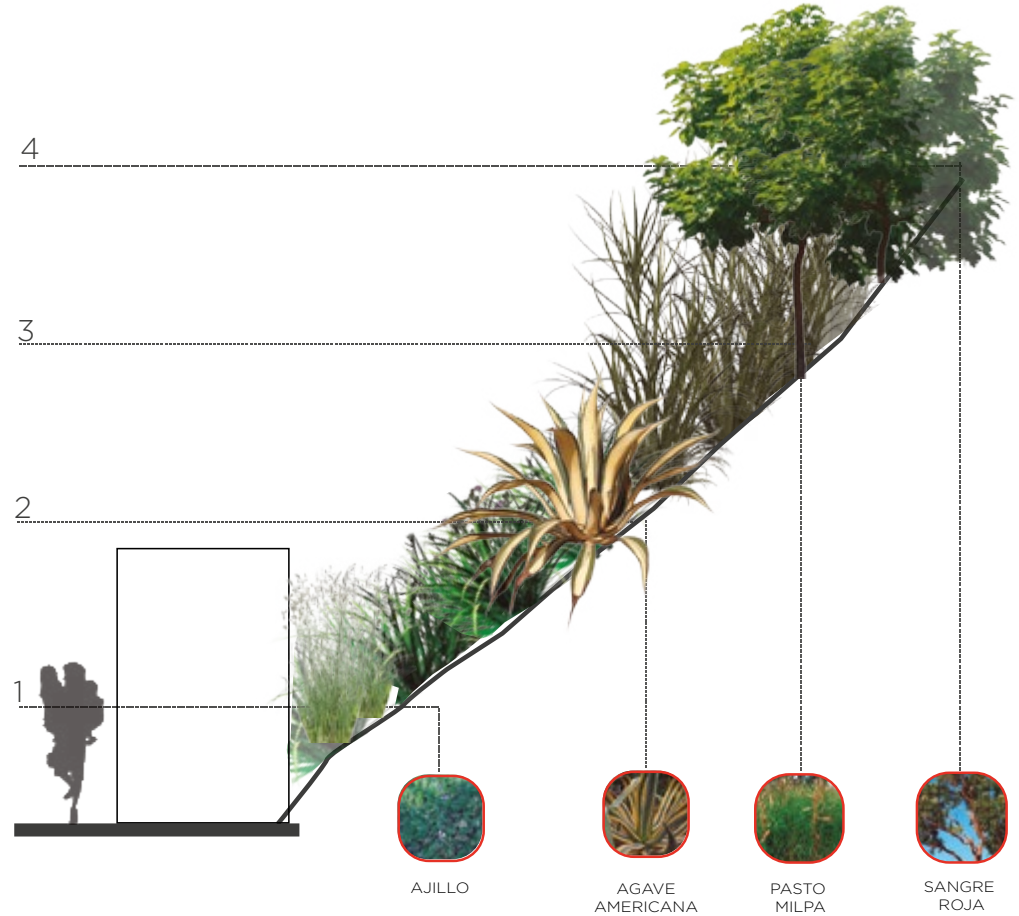 4
3
2
1
AJILLO
AGAVE
AMERICANA
PASTO
MILPA
SANGRE
ROJA